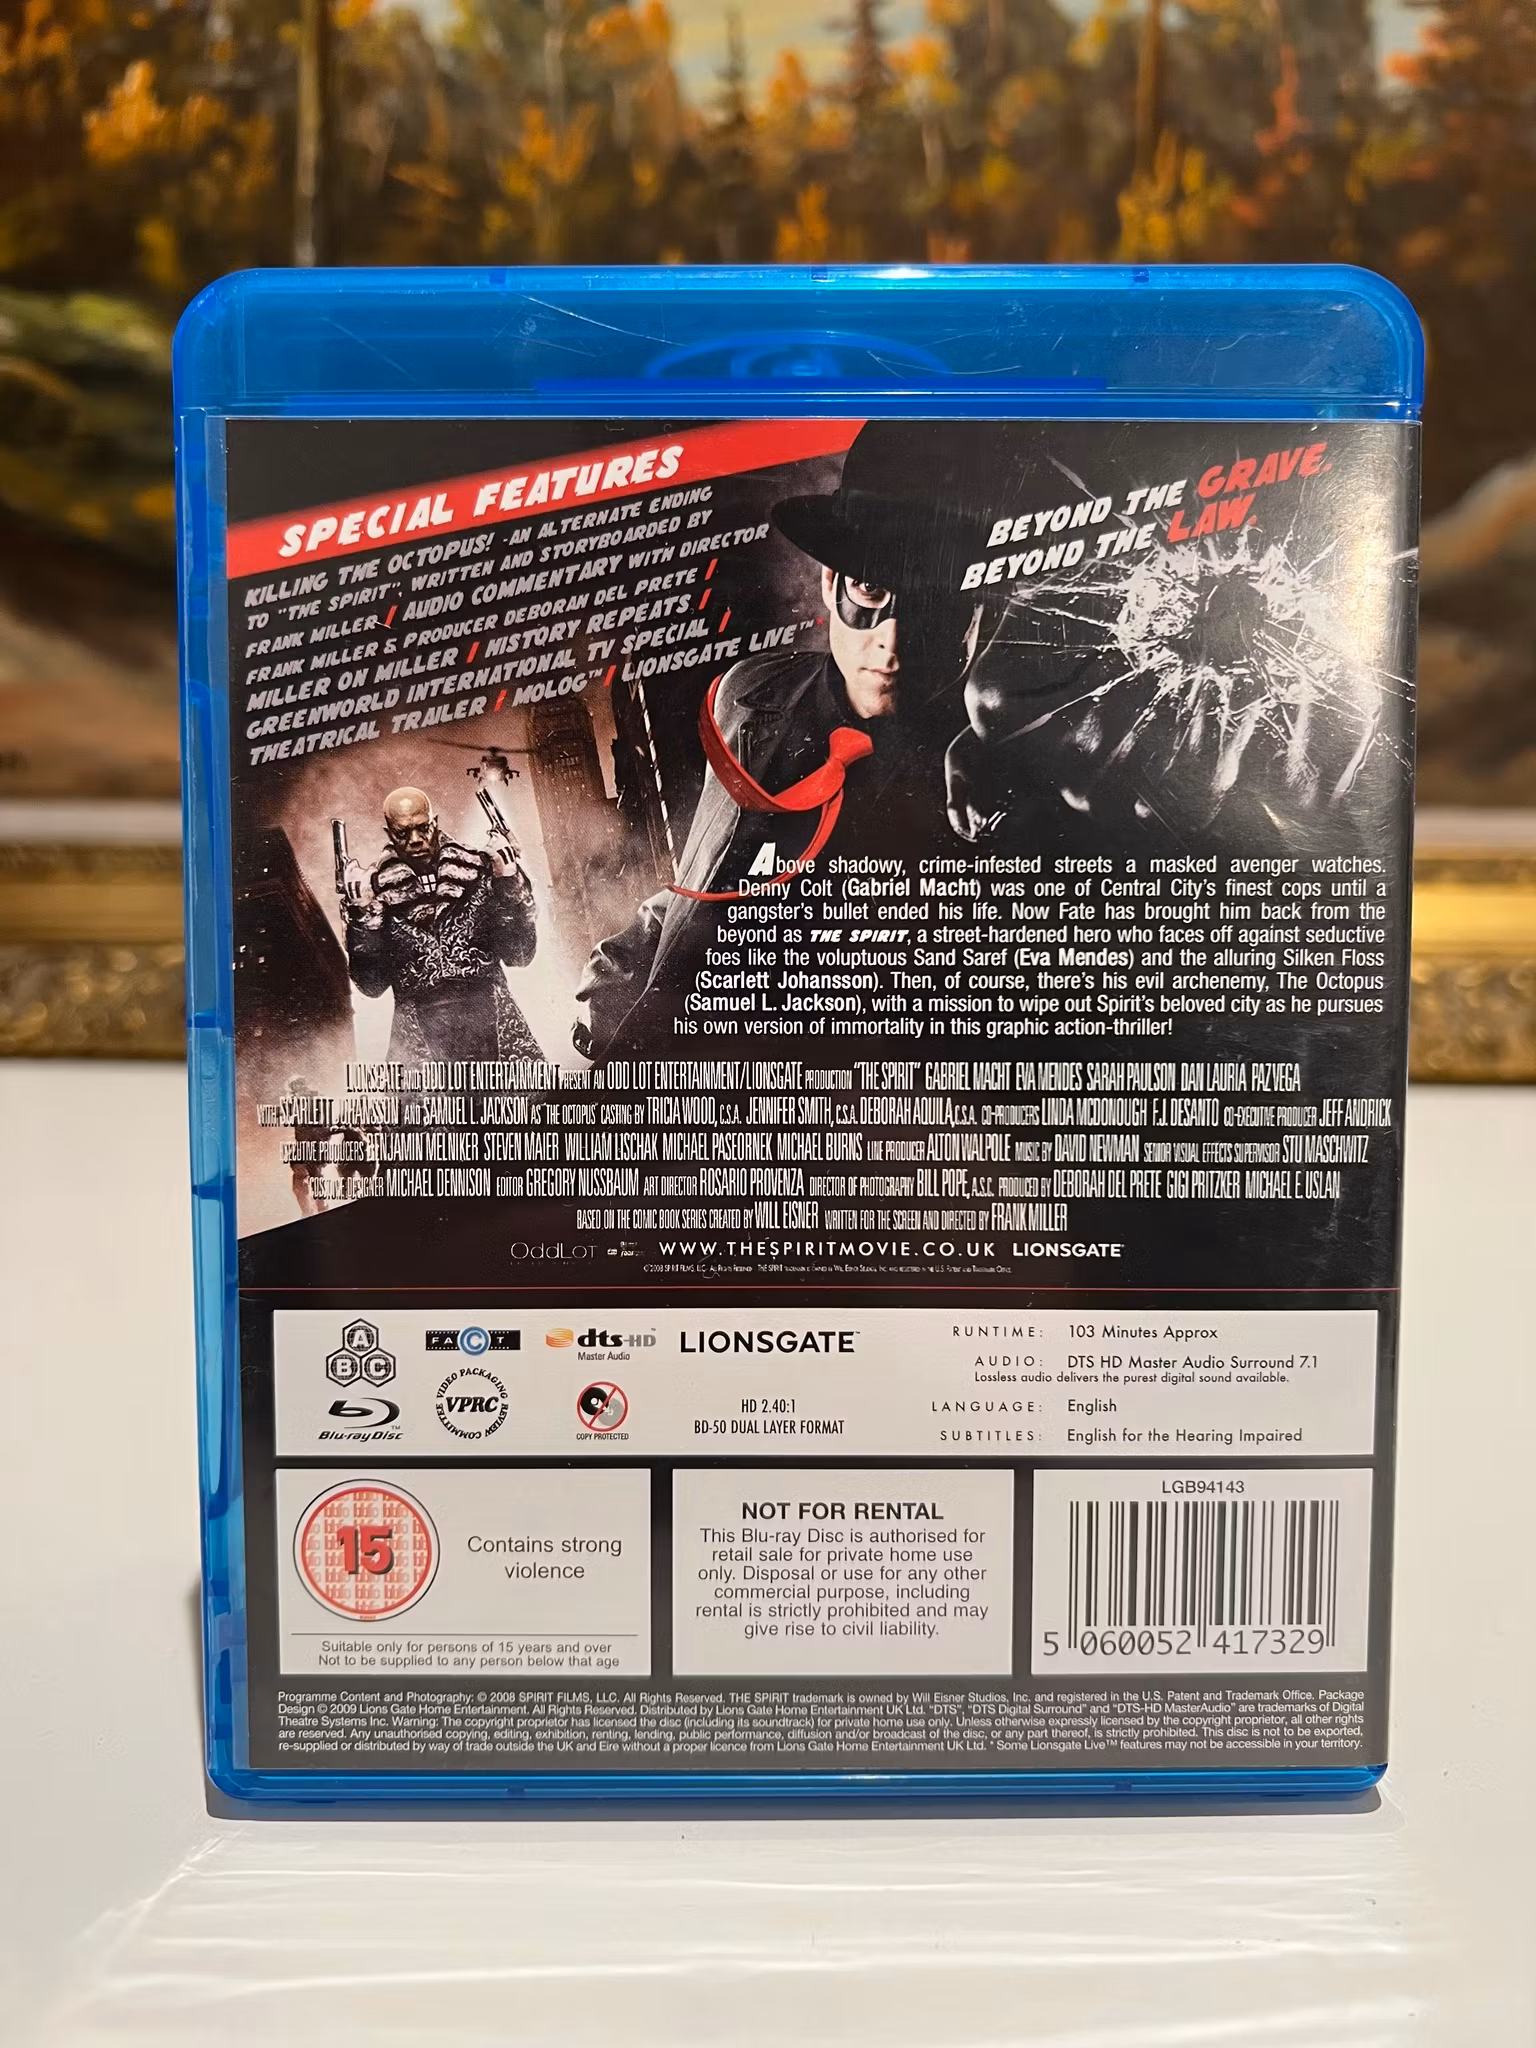 SPECIAL FEATURES
KILLING THE OCTOPUS! -AN ALTERNATE ENDING
TO "THE SPIRIT", WRITTEN AND STORYBOARDED BY
FRANK MILLER / AUDIO COMMENTARY WITH DIRECTOR
FRANK MILLER & PRODUCER DEBORAH DEL PRETE /
MILLER ON MILLER / HISTORY REPEATS /
GREENWORLD INTERNATIONAL TV SPECIAL /
THEATRICAL TRAILER / MOLOG™ / LIONSGATE LIVE™*
BEYOND THE GRAVE.
BEYOND THE LAW.
Above shadowy, crime-infested streets a masked avenger watches.
Denny Colt (Gabriel Macht) was one of Central City's finest cops until a
gangster's bullet ended his life. Now Fate has brought him back from the
beyond as THE SPIRIT, a street-hardened hero who faces off against seductive
foes like the voluptuous Sand Saref (Eva Mendes) and the alluring Silken Floss
(Scarlett Johansson). Then, of course, there's his evil archenemy, The Octopus
(Samuel L. Jackson), with a mission to wipe out Spirit's beloved city as he pursues
his own version of immortality in this graphic action-thriller!
LIONSGATE AND ODD LOT ENTERTAINMENT PRESENT AN ODD LOT ENTERTAINMENT/LIONSGATE PRODUCTION "THE SPIRIT" GABRIEL MACHT EVA MENDES SARAH PAULSON DAN LAURIA PAZ VEGA
WITH SCARLETT JOHANSSON AND SAMUEL L. JACKSON AS "THE OCTOPUS" CASTING BY TRICIA WOOD, C.S.A. JENNIFER SMITH, C.S.A. DEBORAH AQUILA, C.S.A. CO-PRODUCERS LINDA MCDONOUGH F.J. DESANTO CO-EXECUTIVE PRODUCER JEFF ANDRICK
EXECUTIVE PRODUCERS BENJAMIN MELNIKER STEVEN MAIER WILLIAM LISCHAK MICHAEL PASEORNEK MICHAEL BURNS LINE PRODUCER ALTON WALPOLE MUSIC BY DAVID NEWMAN SENIOR VISUAL EFFECTS SUPERVISOR STU MASCHWITZ
COSTUME DESIGNER MICHAEL DENNISON EDITOR GREGORY NUSSBAUM ART DIRECTOR ROSARIO PROVENZA DIRECTOR OF PHOTOGRAPHY BILL POPE, A.S.C. PRODUCED BY DEBORAH DEL PRETE GIGI PRITZKER MICHAEL E. USLAN
BASED ON THE COMIC BOOK SERIES CREATED BY WILL EISNER WRITTEN FOR THE SCREEN AND DIRECTED BY FRANK MILLER
OddLot WWW.THESPIRITMOVIE.CO.UK LIONSGATE
©2008 SPIRIT FILMS, LLC. All Rights Reserved. THE SPIRIT trademark is owned by Will Eisner Studios, Inc. and registered in the U.S. Patent and Trademark Office.
ABC
FACT
dts-HD
Master Audio
LIONSGATE™
Blu-ray Disc™
VIDEO PACKAGING REVIEW COMMITTEE
VPRC
COPY PROTECTED
HD 2.40:1
BD-50 DUAL LAYER FORMAT
RUNTIME: 103 Minutes Approx
AUDIO: DTS HD Master Audio Surround 7.1
Lossless audio delivers the purest digital sound available.
LANGUAGE: English
SUBTITLES: English for the Hearing Impaired
15
Contains strong
violence
Suitable only for persons of 15 years and over
Not to be supplied to any person below that age
NOT FOR RENTAL
This Blu-ray Disc is authorised for
retail sale for private home use
only. Disposal or use for any other
commercial purpose, including
rental is strictly prohibited and may
give rise to civil liability.
LGB94143
5 060052 417329
Programme Content and Photography: © 2008 SPIRIT FILMS, LLC. All Rights Reserved. THE SPIRIT trademark is owned by Will Eisner Studios, Inc. and registered in the U.S. Patent and Trademark Office. Package
Design © 2009 Lions Gate Home Entertainment. All Rights Reserved. Distributed by Lions Gate Home Entertainment UK Ltd. "DTS", "DTS Digital Surround" and "DTS-HD MasterAudio" are trademarks of Digital
Theatre Systems Inc. Warning: The copyright proprietor has licensed the disc (including its soundtrack) for private home use only. Unless otherwise expressly licensed by the copyright proprietor, all other rights
are reserved. Any unauthorised copying, editing, exhibition, renting, lending, public performance, diffusion and/or broadcast of the disc, or any part thereof, is strictly prohibited. This disc is not to be exported,
re-supplied or distributed by way of trade outside the UK and Eire without a proper licence from Lions Gate Home Entertainment UK Ltd. * Some Lionsgate Live™ features may not be accessible in your territory.